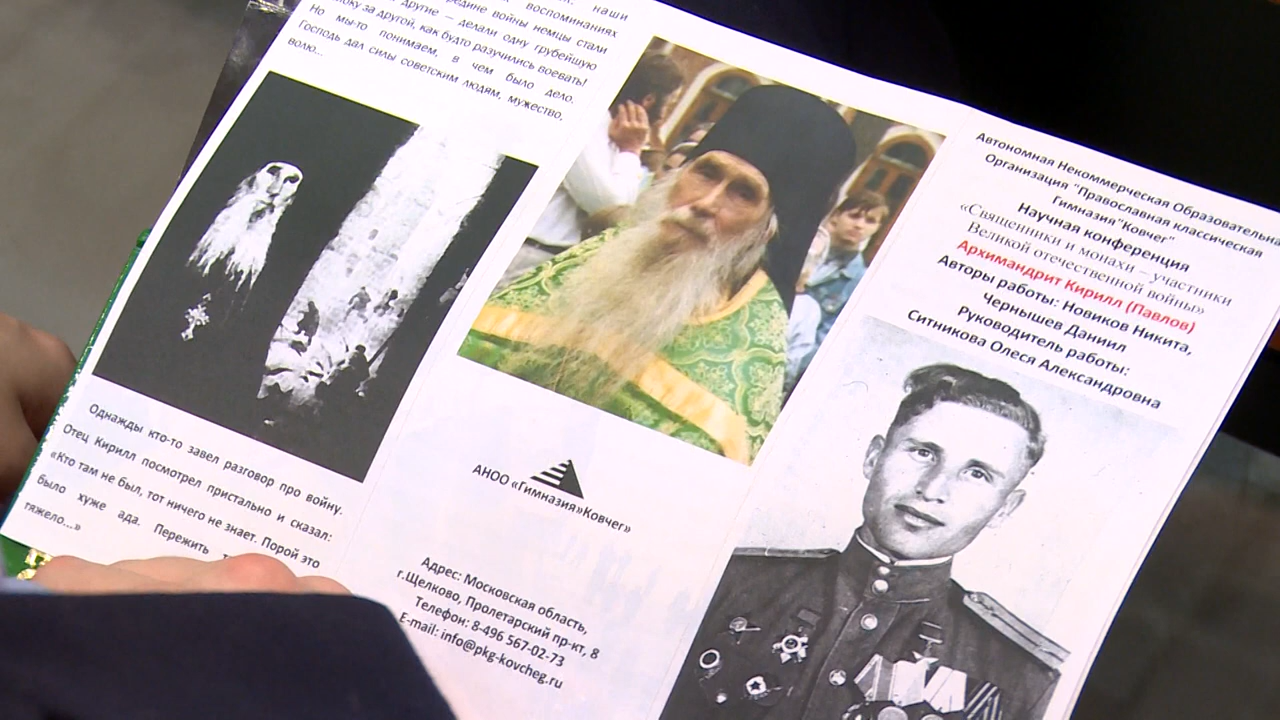 наши
воспоминаниях
войны немцы стали
за другой, как будто разучились воевать!
другие — делали одну грубейшую
Но мы-то понимаем, в чем было дело.
Господь дал силы советским людям, мужество,
волю...
Однажды кто-то завел разговор про войну.
Отец Кирилл посмотрел пристально и сказал:
«Кто там не был, тот ничего не знает. Порой это
было хуже ада. Пережить
тяжело...»
АНОО «Гимназия»Ковчег»
Адрес: Московская область,
г.Щелково, Пролетарский пр-кт, 8
Телефон: 8-496 567-02-73
E-mail: info@pkg-kovcheg.ru
Автономная Некоммерческая Образовательн
Организация "Православная классическая
Гимназия"Ковчег"
Научная конференция
«Священники и монахи – участники
Великой отечественной войны»
Архимандрит Кирилл (Павлов)
Авторы работы: Новиков Никита,
Чернышев Даниил
Руководитель работы:
Ситникова Олеся Александровна